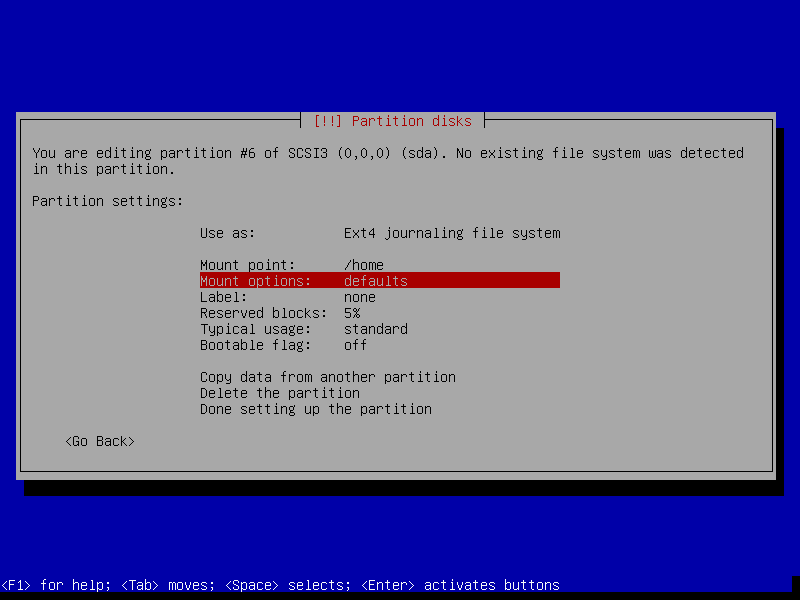 [!!] Partition disks
You are editing partition #6 of SCSI3 (0,0,0) (sda). No existing file system was detected
in this partition.
Partition settings:
Use as: Ext4 journaling file system
Mount point: /home
Mount options: defaults
Label: none
Reserved blocks: 5%
Typical usage: standard
Bootable flag: off
Copy data from another partition
Delete the partition
Done setting up the partition
<Go Back>
<F1> for help; <Tab> moves; <Space> selects; <Enter> activates buttons